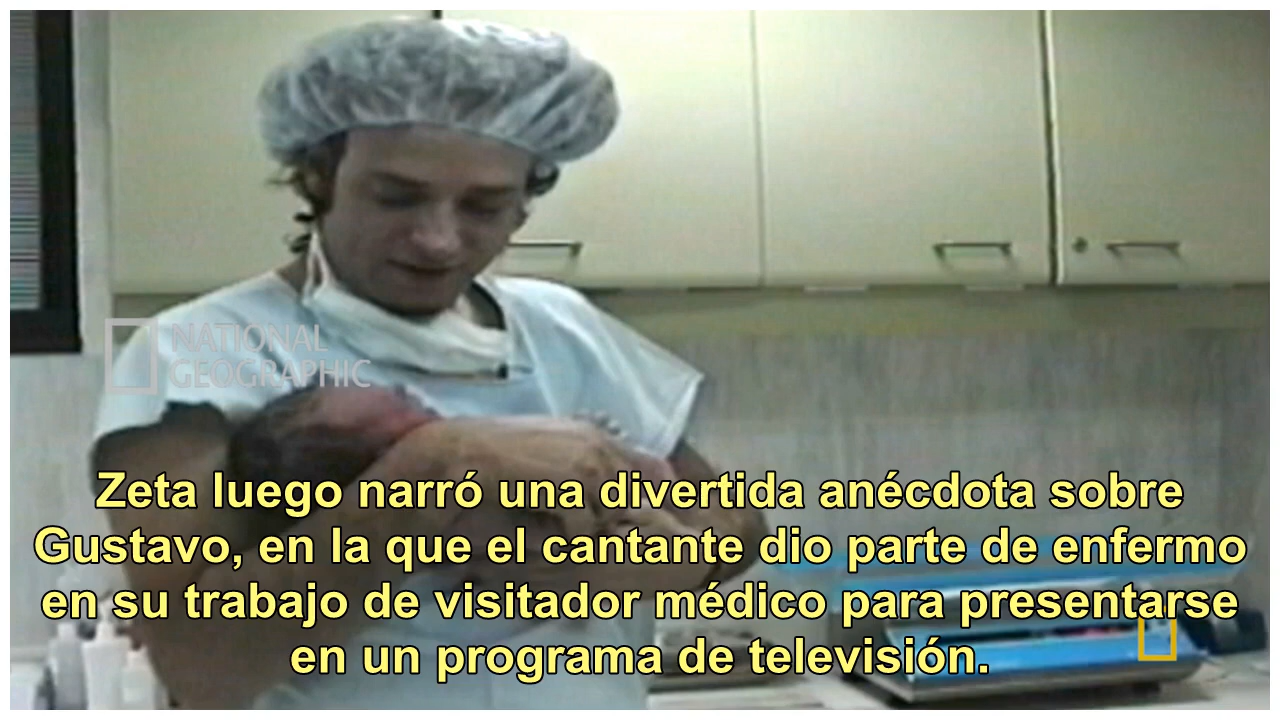 NATIONAL
GEOGRAPHIC
Zeta luego narró una divertida anécdota sobre
Gustavo, en la que el cantante dio parte de enfermo
en su trabajo de visitador médico para presentarse
en un programa de televisión.